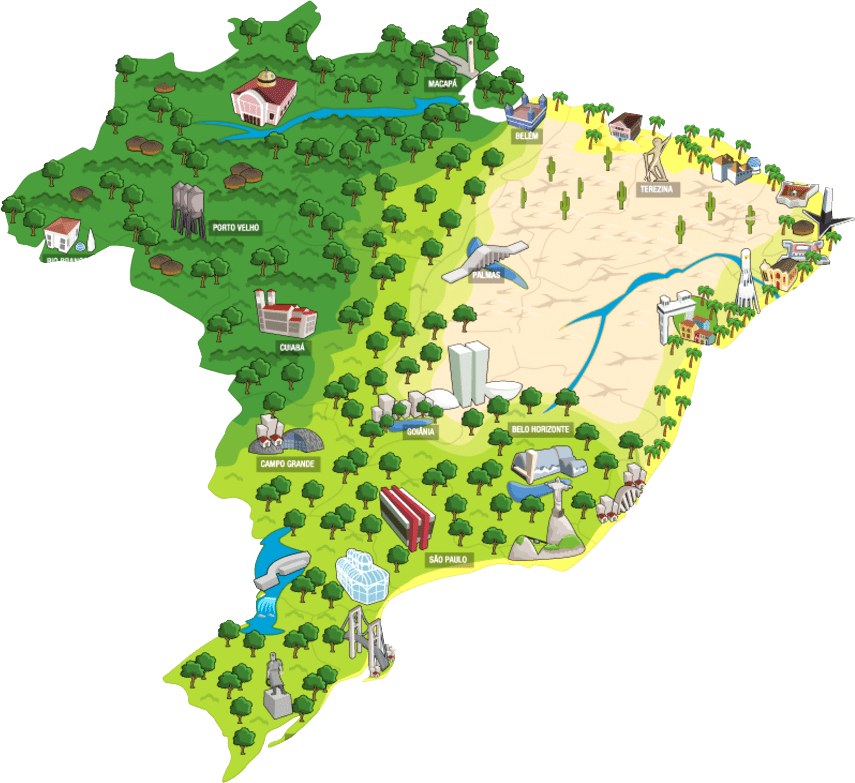 MACAPÁ
BELÉM
TEREZINA
PORTO VELHO
RIO BRANCO
PALMAS
CUIABÁ
GOIÂNIA
BELO HORIZONTE
CAMPO GRANDE
SÃO PAULO